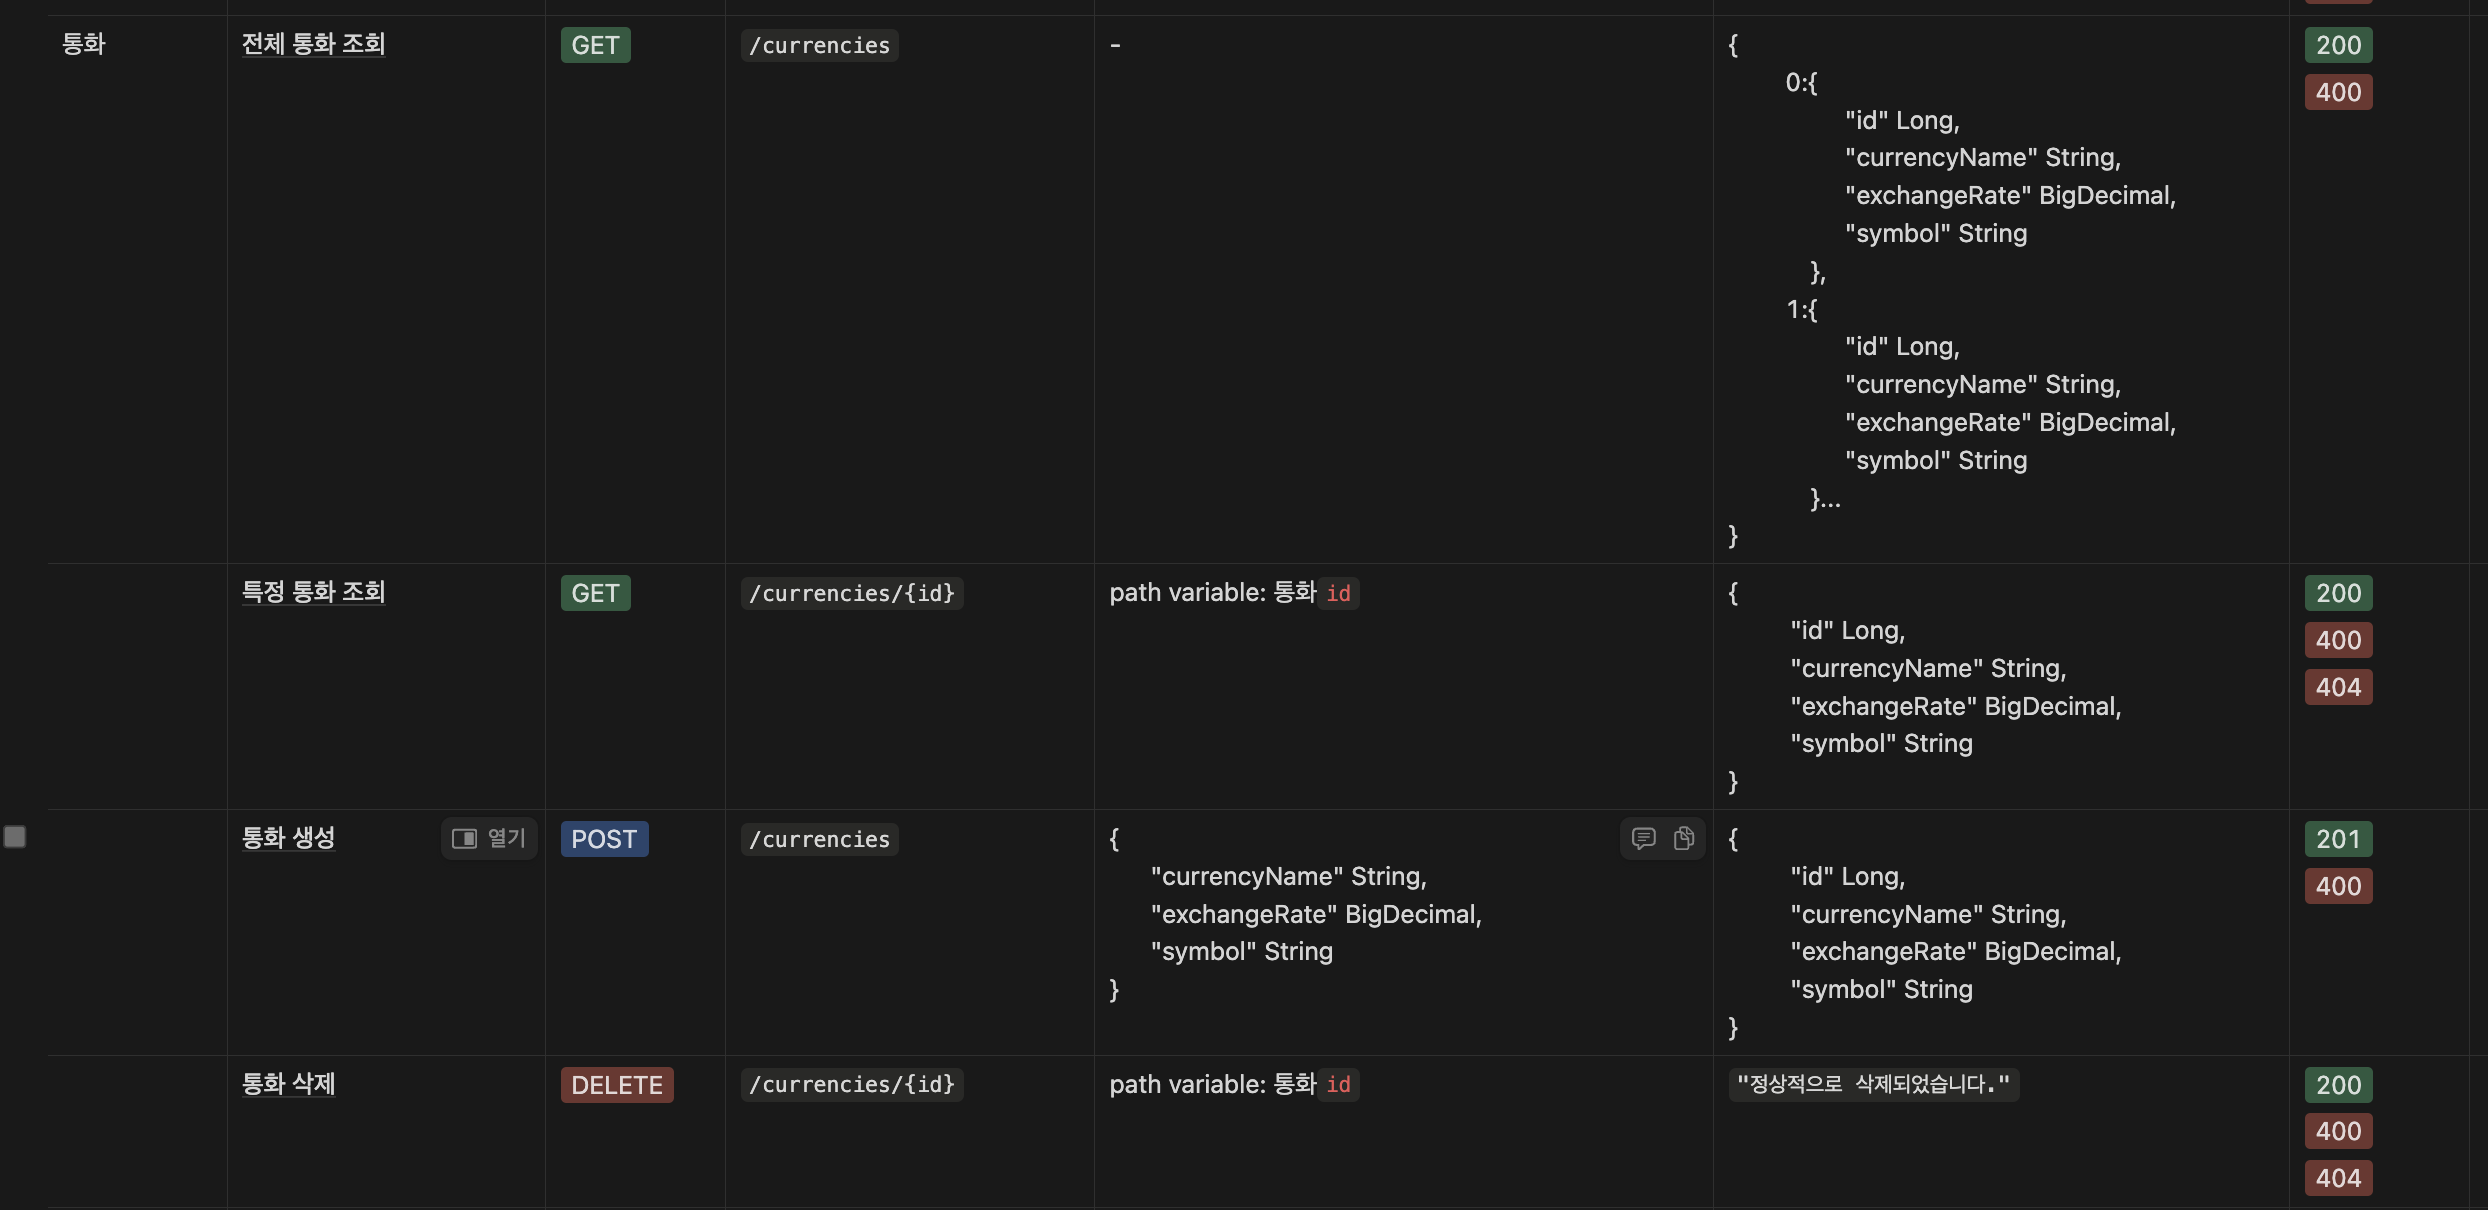 통화
전체 통화 조회
GET
/currencies
-
{
0:{
"id" Long,
"currencyName" String,
"exchangeRate" BigDecimal,
"symbol" String
},
1:{
"id" Long,
"currencyName" String,
"exchangeRate" BigDecimal,
"symbol" String
}...
}
200
400
특정 통화 조회
GET
/currencies/{id}
path variable: 통화 id
{
"id" Long,
"currencyName" String,
"exchangeRate" BigDecimal,
"symbol" String
}
200
400
404
통화 생성
열기
POST
/currencies
{
"currencyName" String,
"exchangeRate" BigDecimal,
"symbol" String
}
{
"id" Long,
"currencyName" String,
"exchangeRate" BigDecimal,
"symbol" String
}
201
400
통화 삭제
DELETE
/currencies/{id}
path variable: 통화 id
"정상적으로 삭제되었습니다."
200
400
404